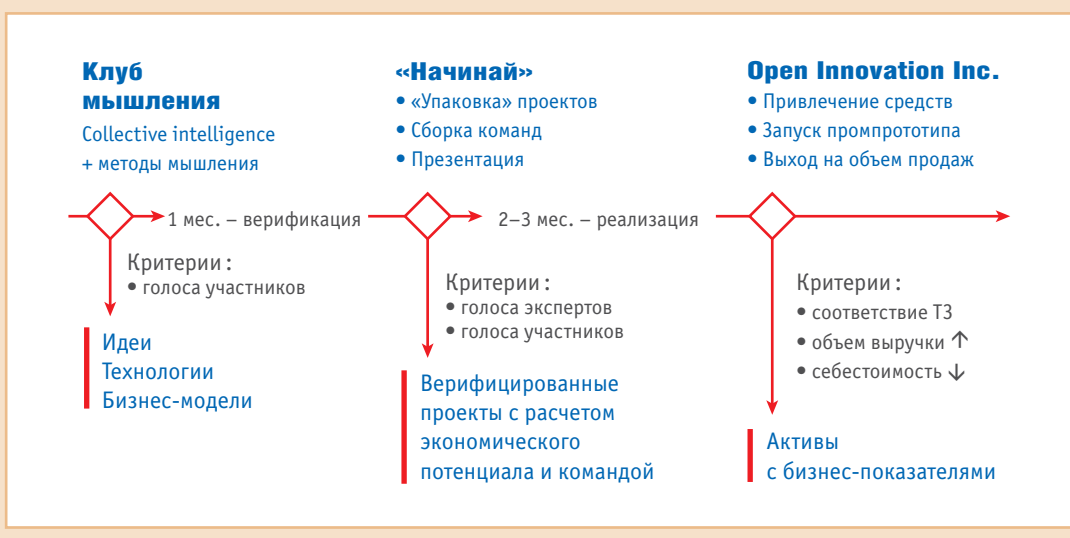 Клуб
мышления
Collective intelligence
+ методы мышления
«Начинай»
• «Упаковка» проектов
• Сборка команд
• Презентация
Open Innovation Inc.
• Привлечение средств
• Запуск промпрототипа
• Выход на объем продаж
1 мес. – верификация
2–3 мес. – реализация
Критерии:
• голоса участников
Идеи
Технологии
Бизнес-модели
Критерии:
• голоса экспертов
• голоса участников
Верифицированные
проекты с расчетом
экономического
потенциала и командой
Критерии:
• соответствие ТЗ
• объем выручки ↑
• себестоимость ↓
Активы
с бизнес-показателями